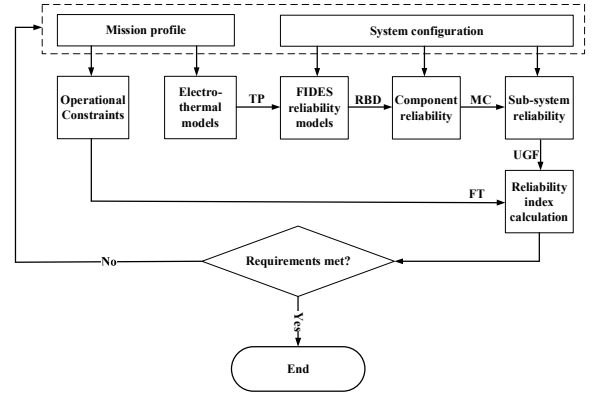 Mission profile
System configuration
Operational
Constraints
Electro-
thermal
models
TP
FIDES
reliability
models
RBD
Component
reliability
MC
Sub-system
reliability
UGF
FT
Reliability
index
calculation
No
Requirements met?
Yes
End